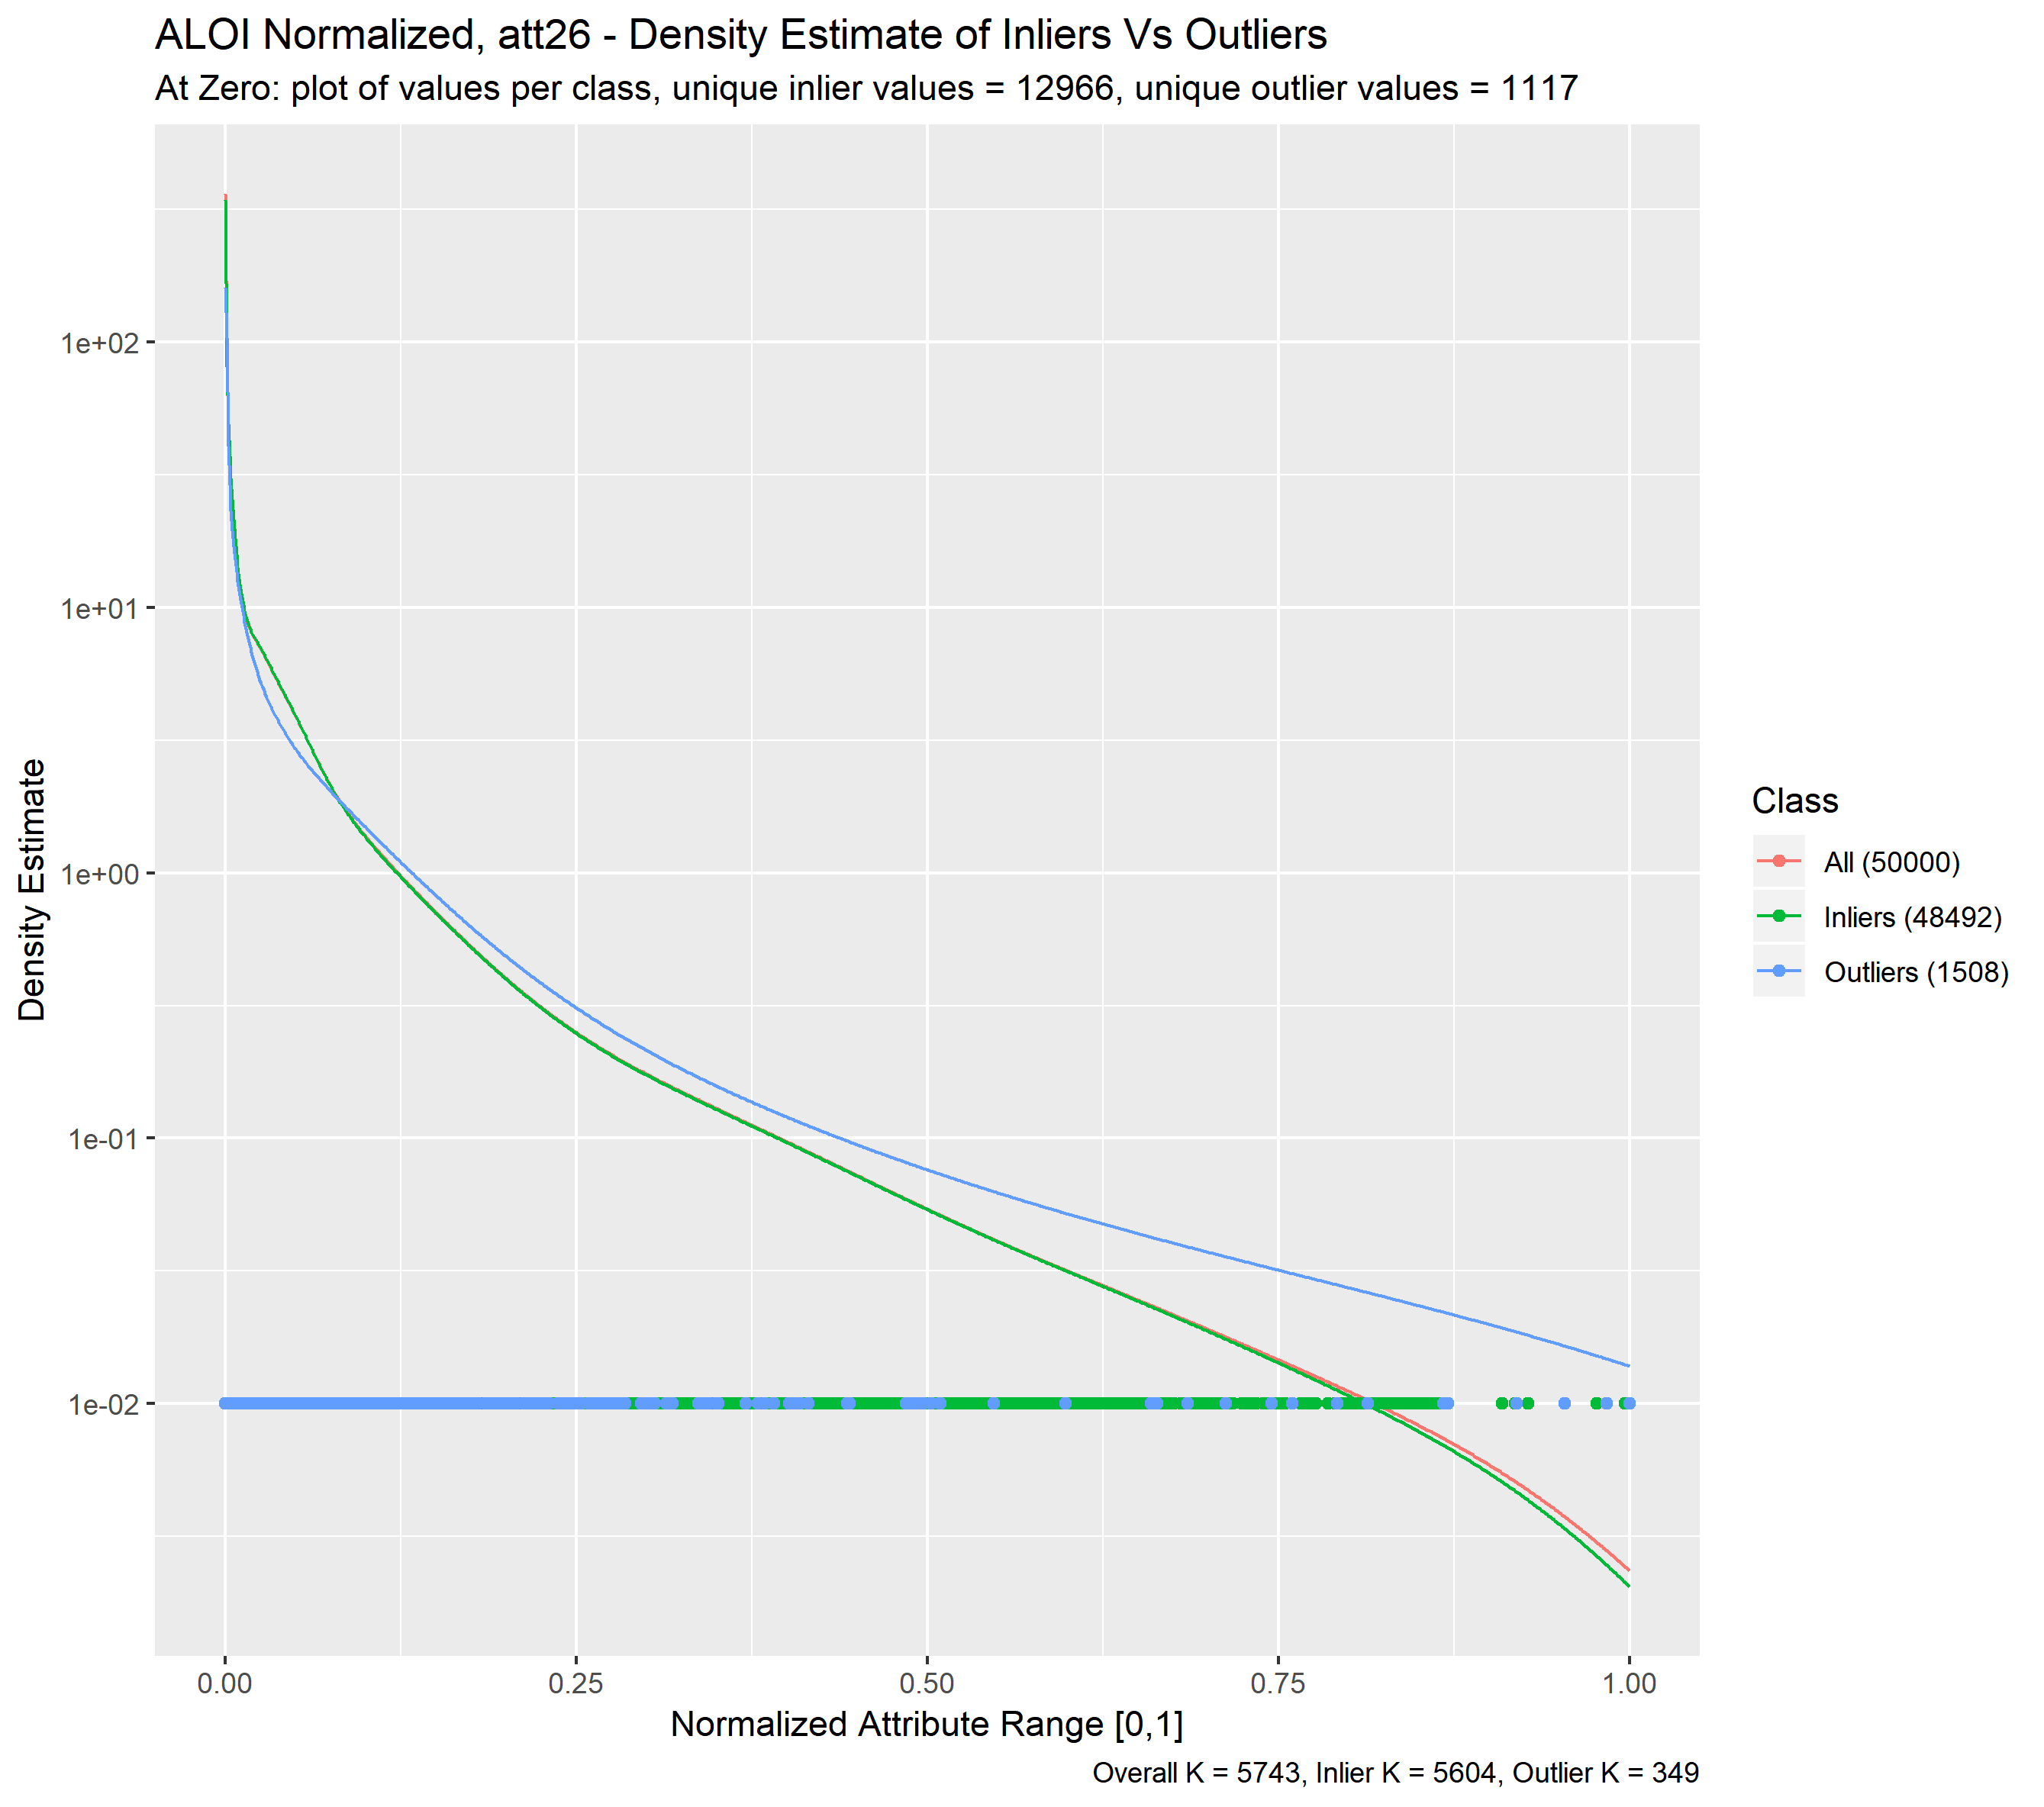 ALOI Normalized, att26 - Density Estimate of Inliers Vs Outliers
At Zero: plot of values per class, unique inlier values = 12966, unique outlier values = 1117
1e+02
1e+01
1e+00
1e-01
1e-02
Density Estimate
0.00 0.25 0.50 0.75 1.00
Normalized Attribute Range [0,1]
Overall K = 5743, Inlier K = 5604, Outlier K = 349
Class
All (50000)
Inliers (48492)
Outliers (1508)